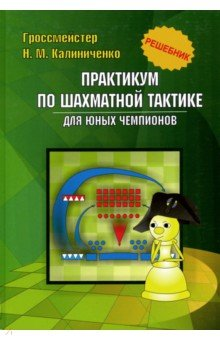 Гроссмейстер
Н. М. Калиниченко
РЕШЕБНИК
ПРАКТИКУМ
ПО ШАХМАТНОЙ ТАКТИКЕ
ДЛЯ ЮНЫХ ЧЕМПИОНОВ